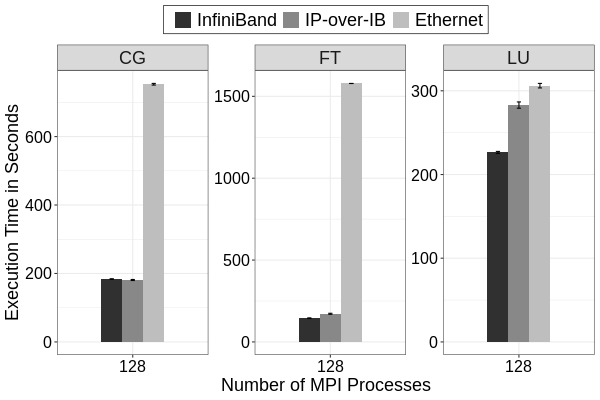 InfiniBand IP-over-IB Ethernet
CG FT LU
Execution Time in Seconds
600
400
200
0
1500
1000
500
0
300
200
100
0
128 128 128
Number of MPI Processes